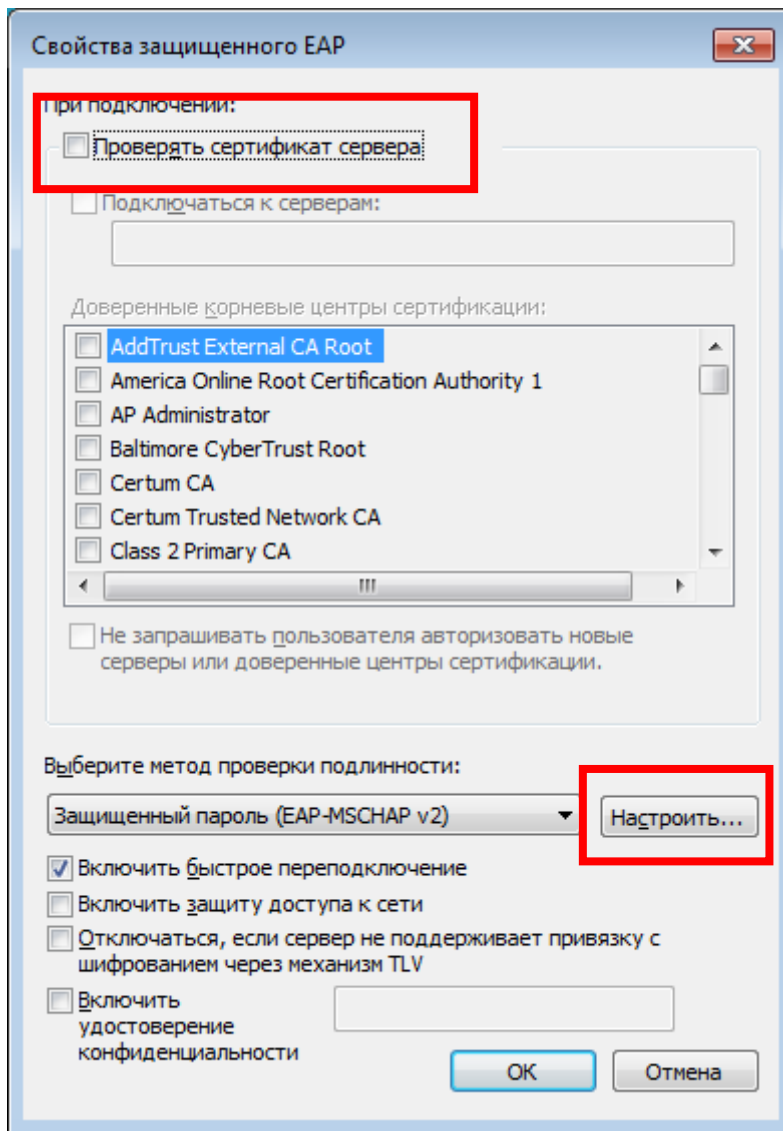 Свойства защищенного EAP
При подключении:
Проверять сертификат сервера
Подключаться к серверам:
Доверенные корневые центры сертификации:
AddTrust External CA Root
America Online Root Certification Authority 1
AP Administrator
Baltimore CyberTrust Root
Certum CA
Certum Trusted Network CA
Class 2 Primary CA
Не запрашивать пользователя авторизовать новые
серверы или доверенные центры сертификации.
Выберите метод проверки подлинности:
Защищенный пароль (EAP-MSCHAP v2)
Настроить...
Включить быстрое переподключение
Включить защиту доступа к сети
Отключаться, если сервер не поддерживает привязку с
шифрованием через механизм TLV
Включить
удостоверение
конфиденциальности
ОК
Отмена